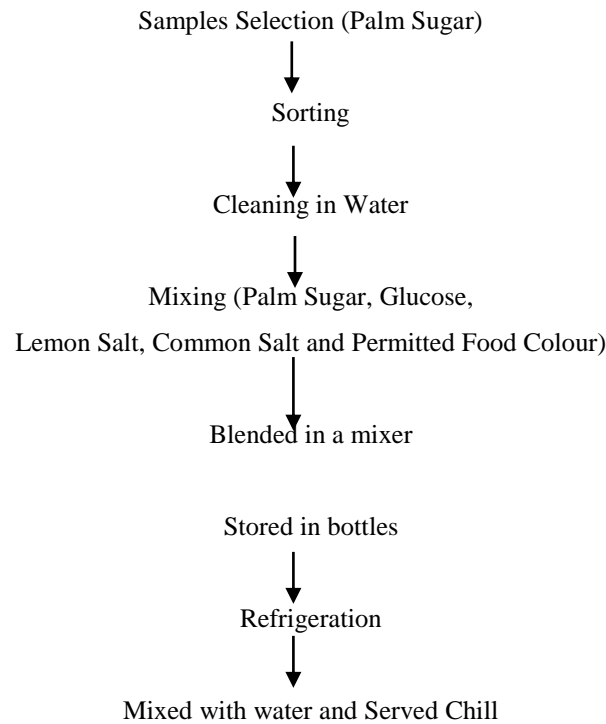 Samples Selection (Palm Sugar)
Sorting
Cleaning in Water
Mixing (Palm Sugar, Glucose,
Lemon Salt, Common Salt and Permitted Food Colour)
Blended in a mixer
Stored in bottles
Refrigeration
Mixed with water and Served Chill